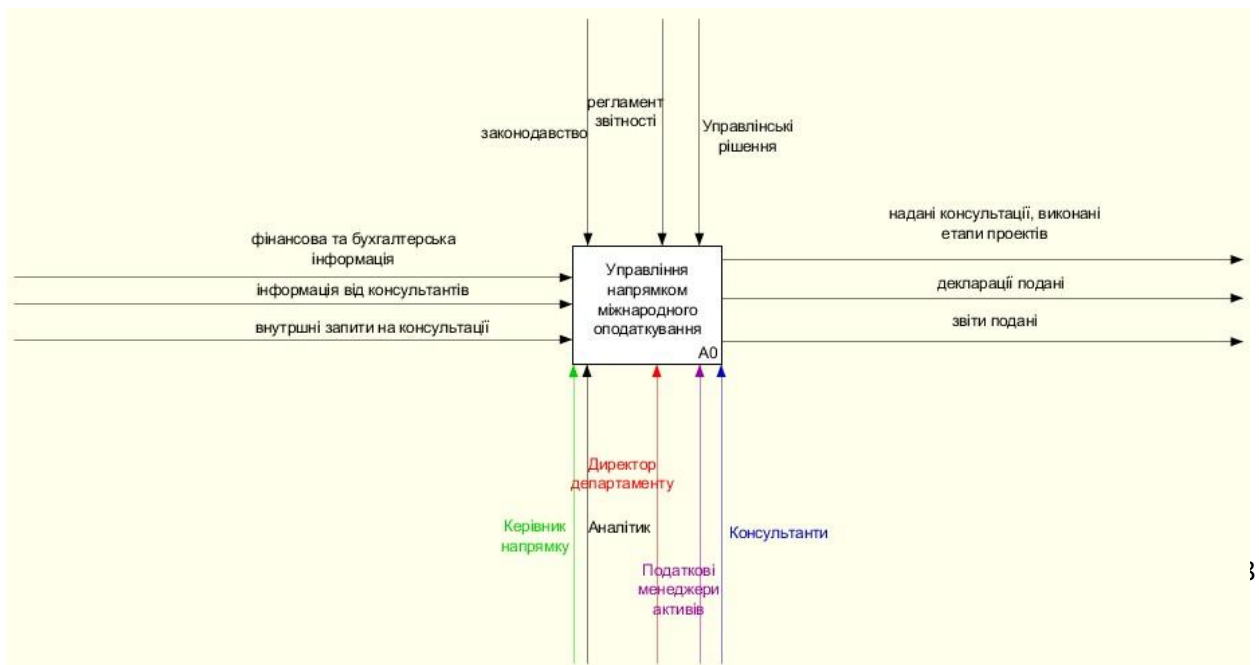 регламент
звітності
законодавство
Управлінські
рішення
фінансова та бухгалтерська
інформація
інформація від консультантів
внутршні запити на консультації
Управління
напрямком
міжнародного
оподаткування
A0
надані консультації, виконані
етапи проектів
декларації подані
звіти подані
Директор
департаменту
Керівник
напрямку
Аналітик
Консультанти
Податкові
менеджери
активів